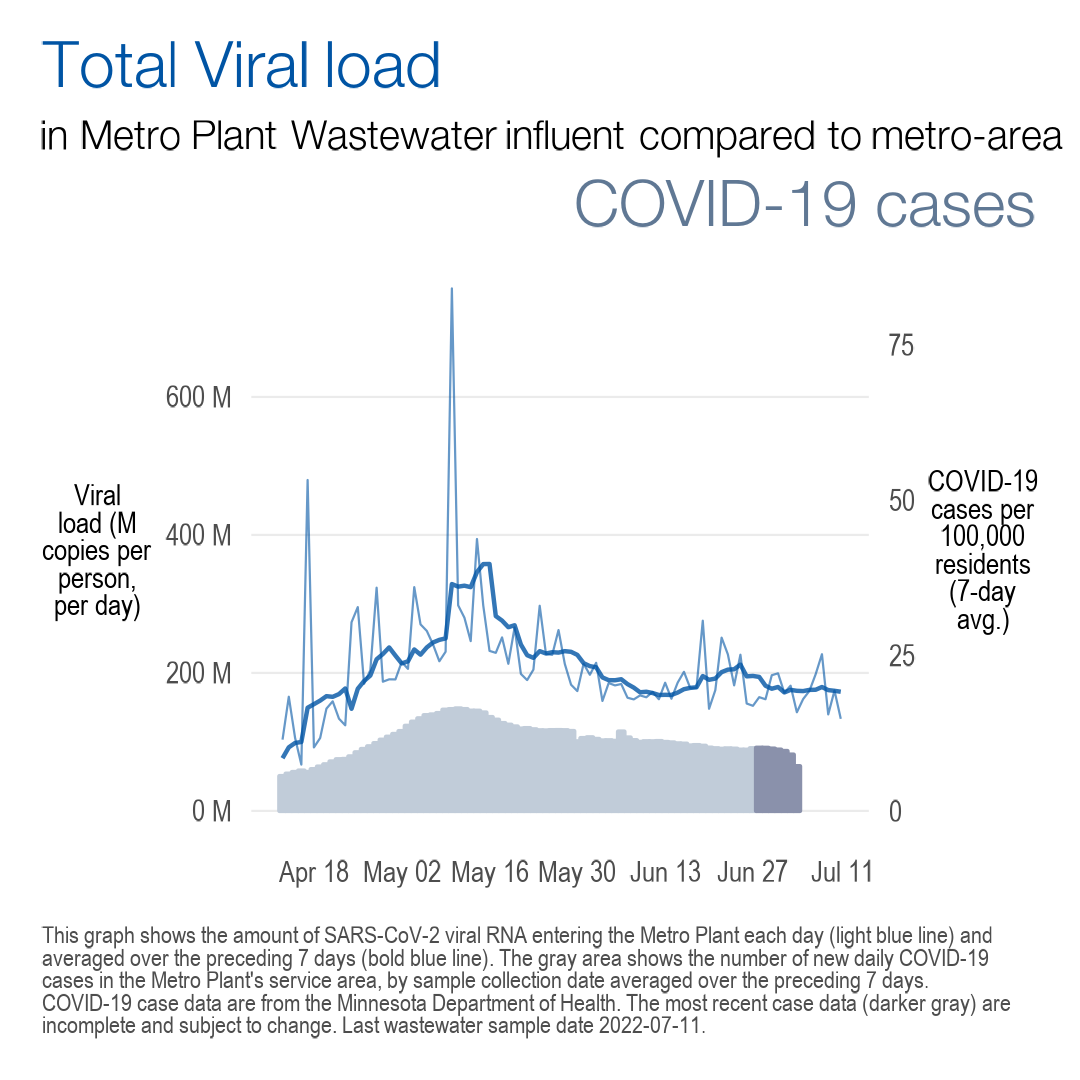 Total Viral load
in Metro Plant Wastewater influent compared to metro-area
COVID-19 cases
75
600 M
Viral
load (M
copies per
person,
per day)
400 M
50
COVID-19
cases per
100,000
residents
(7-day
avg.)
200 M
25
0 M
0
Apr 18 May 02 May 16 May 30 Jun 13 Jun 27 Jul 11
This graph shows the amount of SARS-CoV-2 viral RNA entering the Metro Plant each day (light blue line) and
averaged over the preceding 7 days (bold blue line). The gray area shows the number of new daily COVID-19
cases in the Metro Plant's service area, by sample collection date averaged over the preceding 7 days.
COVID-19 case data are from the Minnesota Department of Health. The most recent case data (darker gray) are
incomplete and subject to change. Last wastewater sample date 2022-07-11.